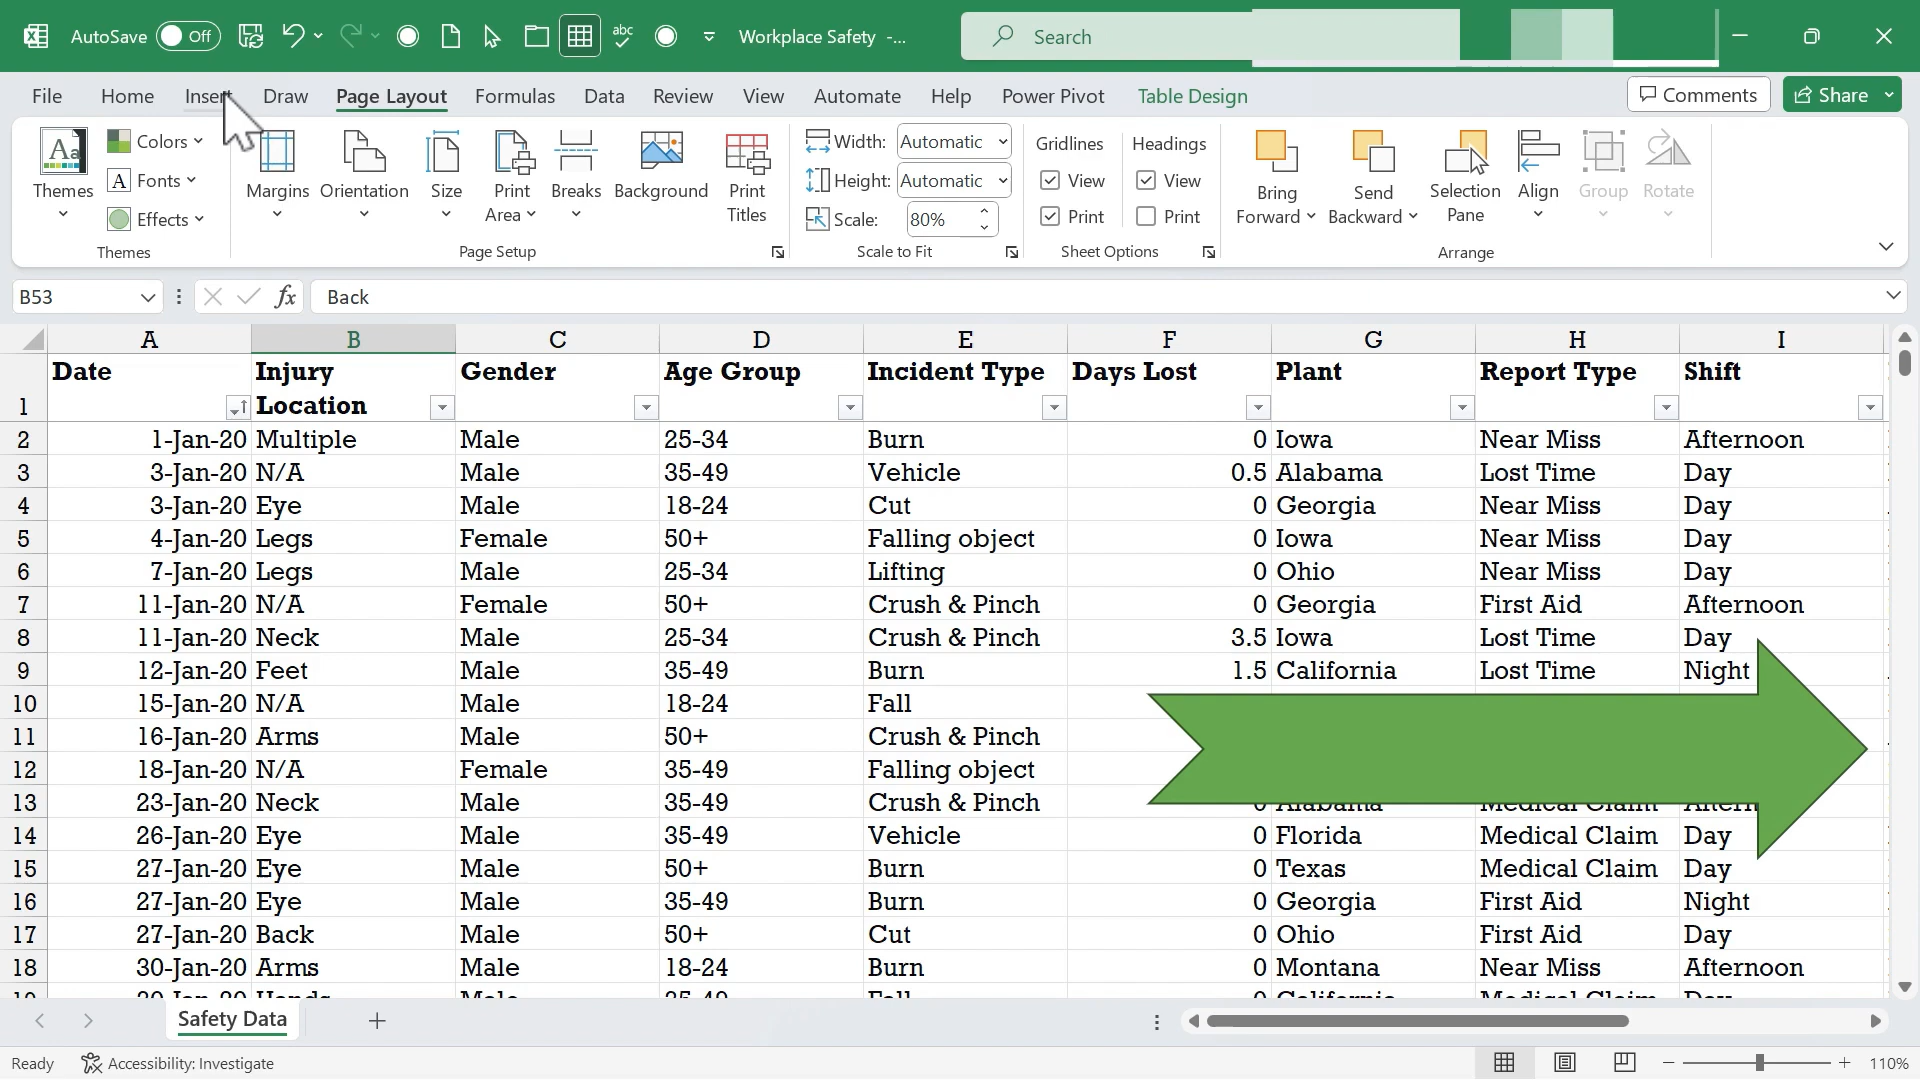 AutoSave Off abc Workplace Safety -... Search
File Home Insert Draw Page Layout Formulas Data Review View Automate Help Power Pivot Table Design Comments Share
Themes
Colors
Fonts
Effects
Themes
Margins Orientation Size Print Area Breaks Background Print Titles
Page Setup
Width: Automatic
Height: Automatic
Scale: 80%
Scale to Fit
Gridlines Headings
View View
Print Print
Sheet Options
Bring Forward Send Backward Selection Pane Align Group Rotate
Arrange
B53 fx Back
A B C D E F G H I
1 Date Injury Location Gender Age Group Incident Type Days Lost Plant Report Type Shift
2 1-Jan-20 Multiple Male 25-34 Burn 0 Iowa Near Miss Afternoon
3 3-Jan-20 N/A Male 35-49 Vehicle 0.5 Alabama Lost Time Day
4 3-Jan-20 Eye Male 18-24 Cut 0 Georgia Near Miss Day
5 4-Jan-20 Legs Female 50+ Falling object 0 Iowa Near Miss Day
6 7-Jan-20 Legs Male 25-34 Lifting 0 Ohio Near Miss Day
7 11-Jan-20 N/A Female 50+ Crush & Pinch 0 Georgia First Aid Afternoon
8 11-Jan-20 Neck Male 25-34 Crush & Pinch 3.5 Iowa Lost Time Day
9 12-Jan-20 Feet Male 35-49 Burn 1.5 California Lost Time Night
10 15-Jan-20 N/A Male 18-24 Fall
11 16-Jan-20 Arms Male 50+ Crush & Pinch
12 18-Jan-20 N/A Female 35-49 Falling object
13 23-Jan-20 Neck Male 35-49 Crush & Pinch 0 Alabama Medical Claim
14 26-Jan-20 Eye Male 35-49 Vehicle 0 Florida Medical Claim Day
15 27-Jan-20 Eye Male 50+ Burn 0 Texas Medical Claim Day
16 27-Jan-20 Eye Male 35-49 Burn 0 Georgia First Aid Night
17 27-Jan-20 Back Male 50+ Cut 0 Ohio First Aid Day
18 30-Jan-20 Arms Male 18-24 Burn 0 Montana Near Miss Afternoon
Safety Data
Ready Accessibility: Investigate 110%